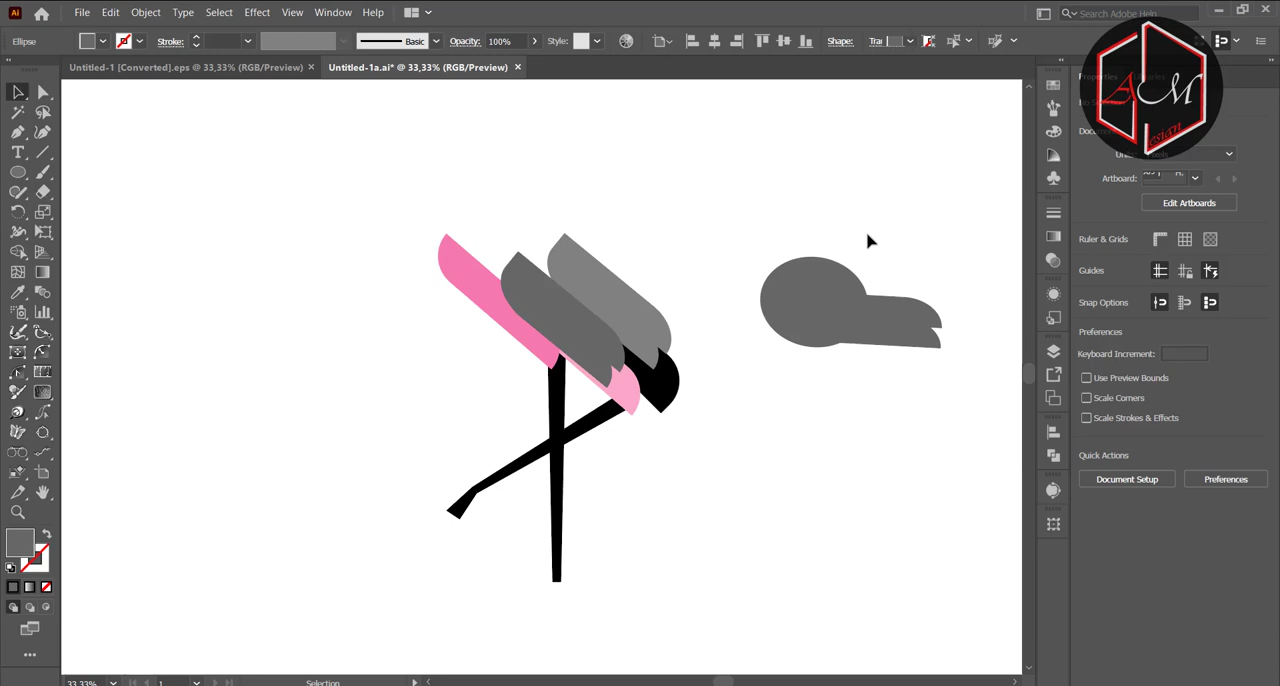 Ai File Edit Object Type Select Effect View Window Help Search Adobe Help
Ellipse Stroke: Basic Opacity: 100% Style: Shape:
Untitled-1 [Converted].eps @ 33,33% (RGB/Preview) × Untitled-1a.ai* @ 33,33% (RGB/Preview) ×
AM
esign
Artboard:
Edit Artboards
Ruler & Grids
Guides
Snap Options
Preferences
Keyboard Increment:
Use Preview Bounds
Scale Corners
Scale Strokes & Effects
Quick Actions
Document Setup Preferences
33,33% 1 Selection